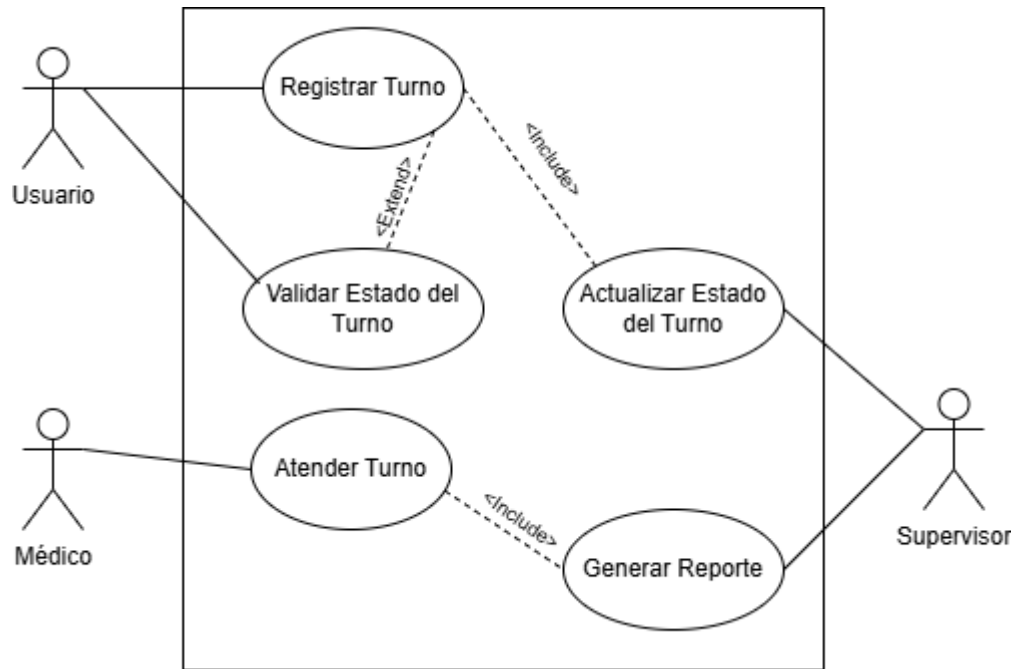 Registrar Turno
<Include>
Usuario
<Extend>
Validar Estado del
Turno
Actualizar Estado
del Turno
Atender Turno
<Include>
Médico
Generar Reporte
Supervisor